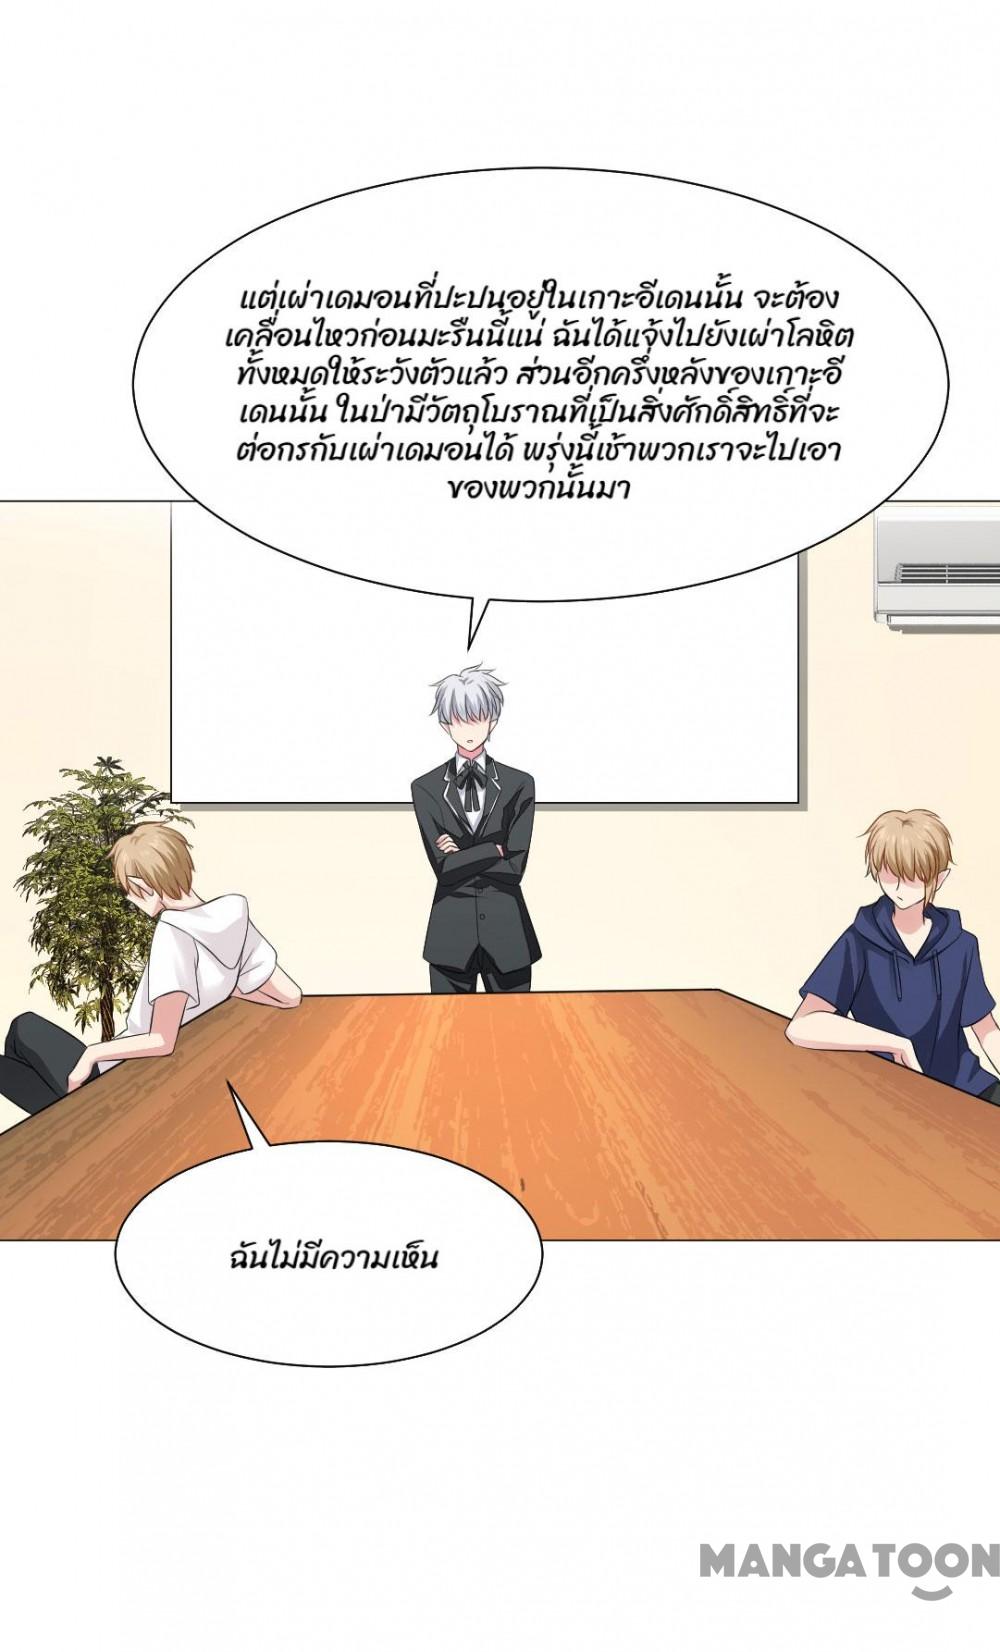 แต่เผ่าเดมอนที่ปะปนอยู่ในเกาะอีเดนนั้น จะต้อง
เคลื่อนไหวก่อนมะรืนนี้แน่ ฉันได้แจ้งไปยังเผ่าโลหิต
ทั้งหมดให้ระวังตัวแล้ว ส่วนอีกครึ่งหลังของเกาะอี
เดนนั้น ในป่ามีวัตถุโบราณที่เป็นสิ่งศักดิ์สิทธิ์ที่จะ
ต่อกรกับเผ่าเดมอนได้ พรุ่งนี้เช้าพวกเราจะไปเอา
ของพวกนั้นมา
ฉันไม่มีความเห็น
MANGATOON